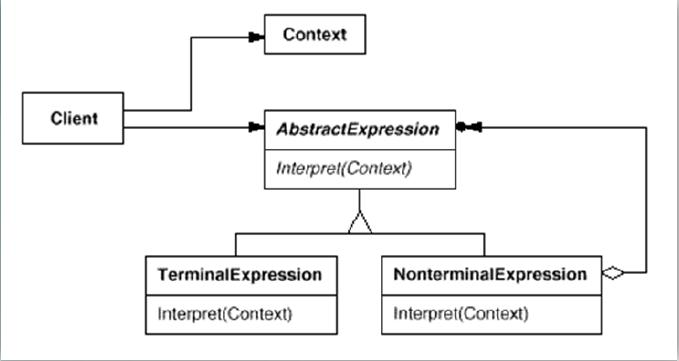 Context
Client
AbstractExpression
Interpret(Context)
TerminalExpression
Interpret(Context)
NonterminalExpression
Interpret(Context)